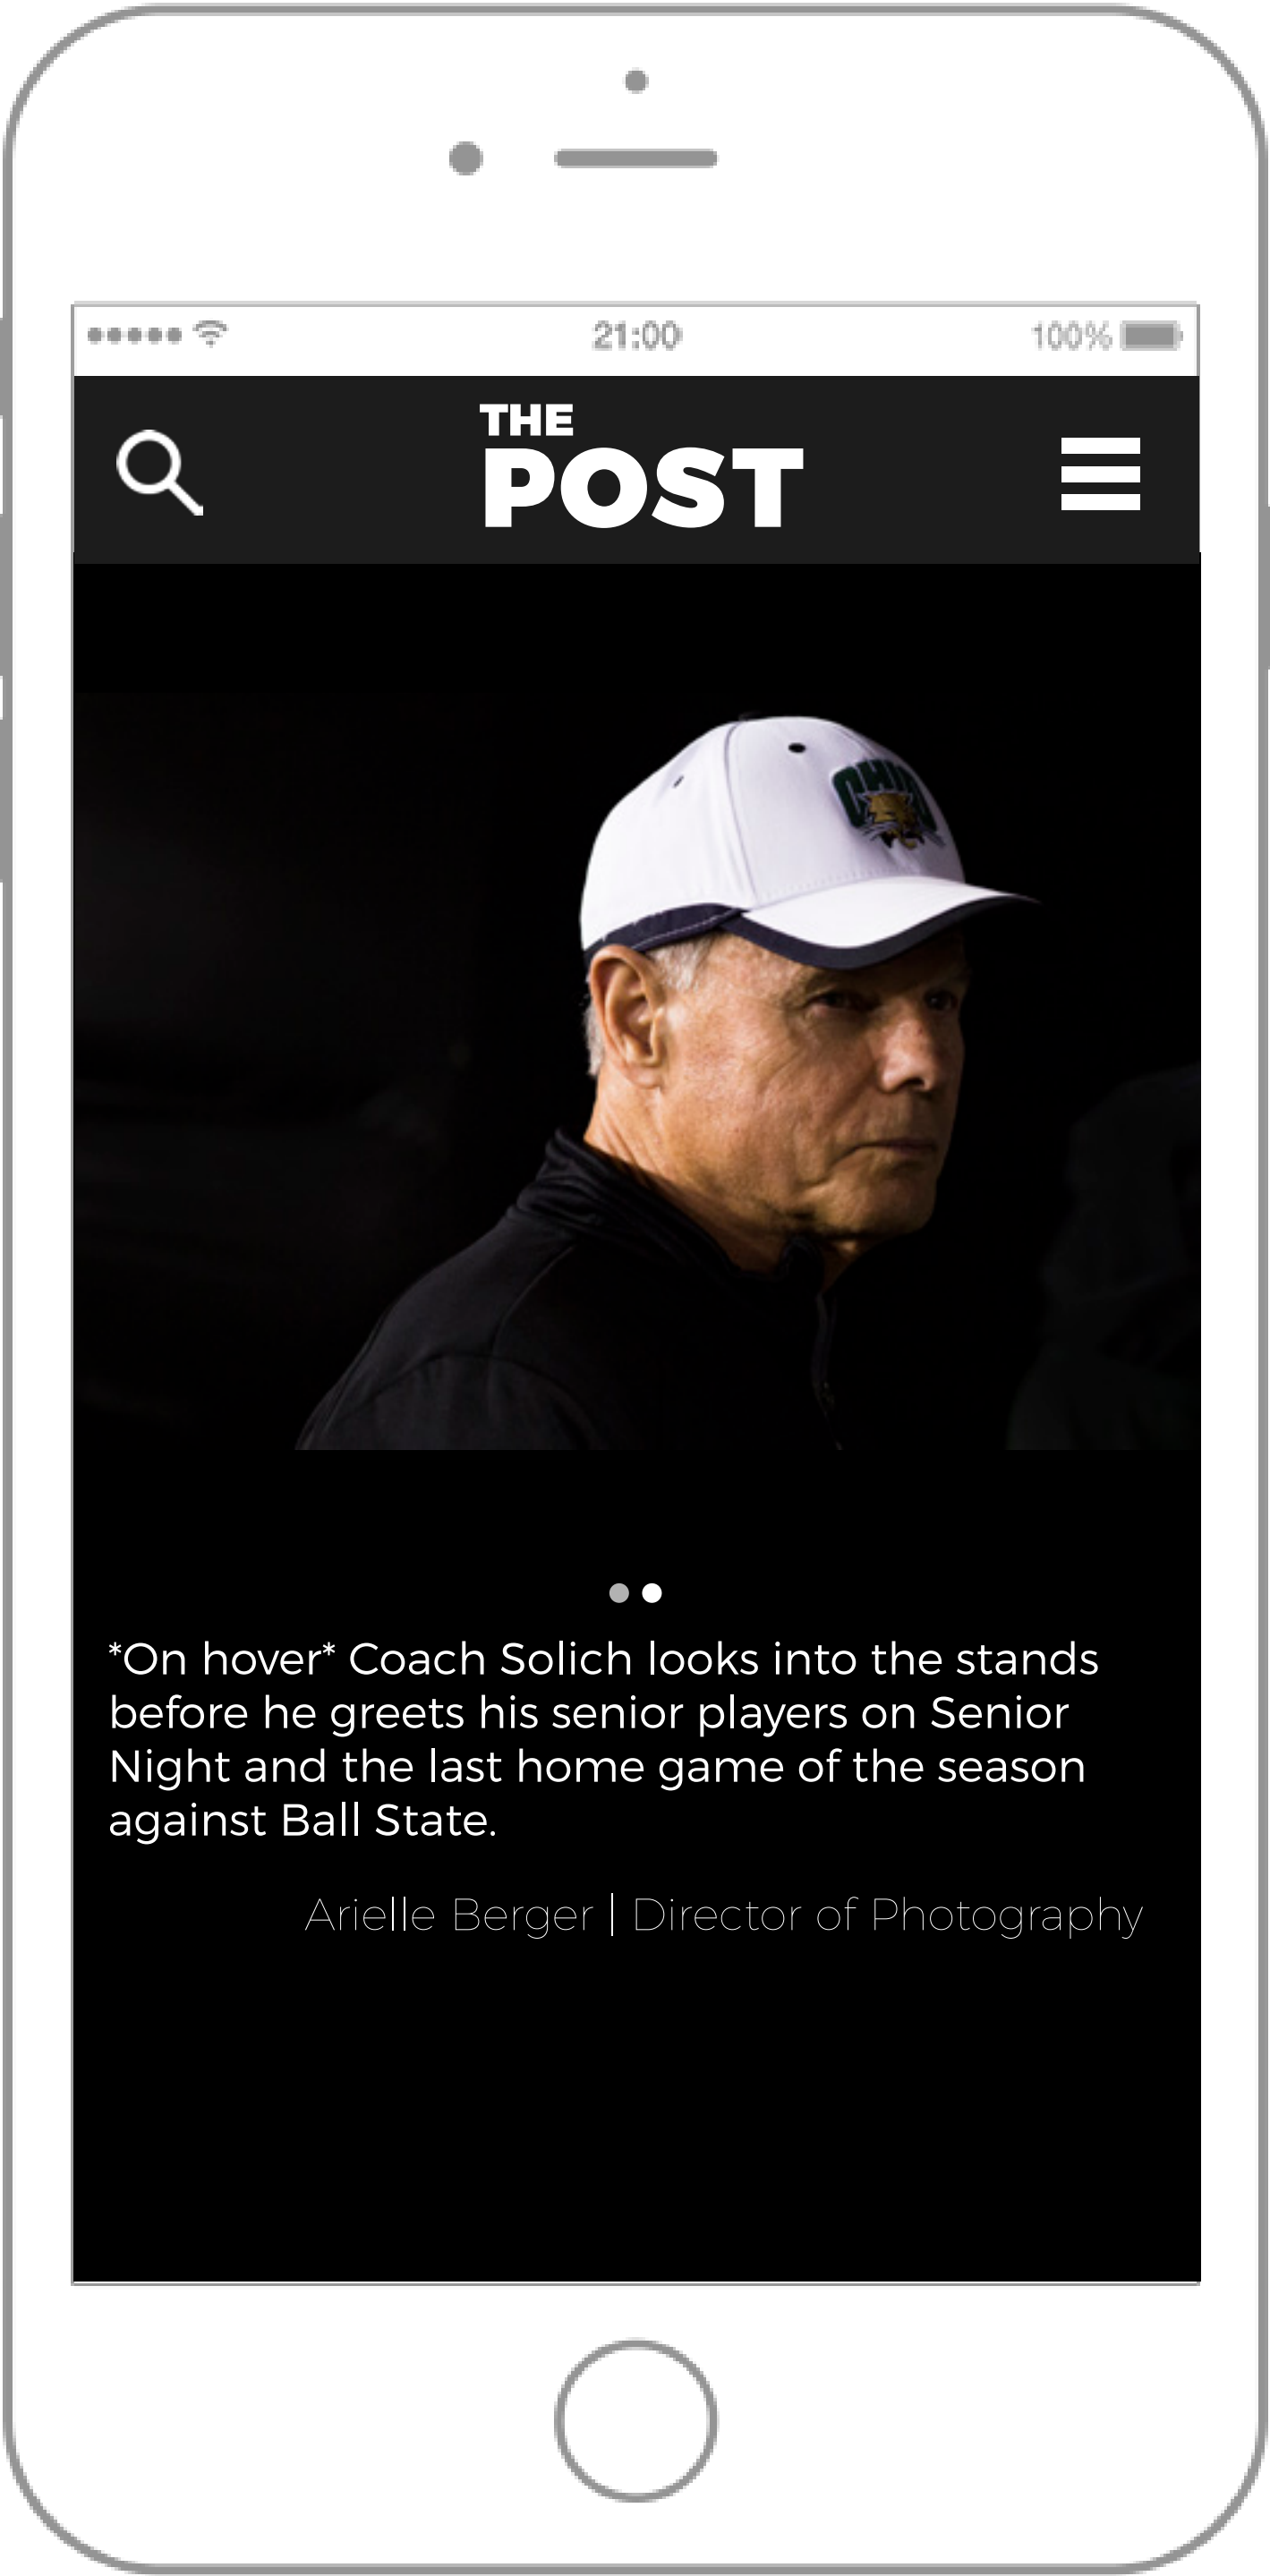 21:00
100%
THE
POST
OHIO
*On hover* Coach Solich looks into the stands
before he greets his senior players on Senior
Night and the last home game of the season
against Ball State.
Arielle Berger | Director of Photography